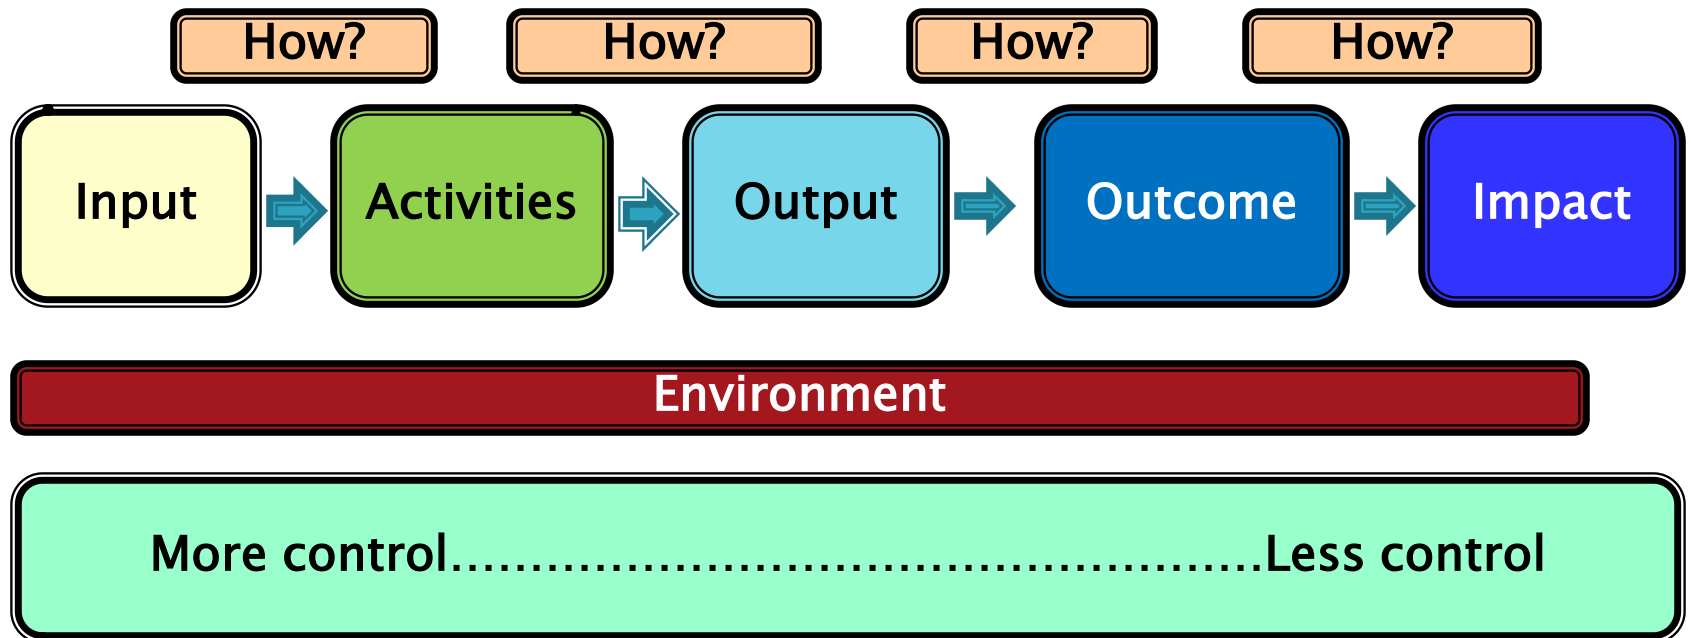 How? How? How? How?
Input Activities Output Outcome Impact
Environment
More control...................................................Less control